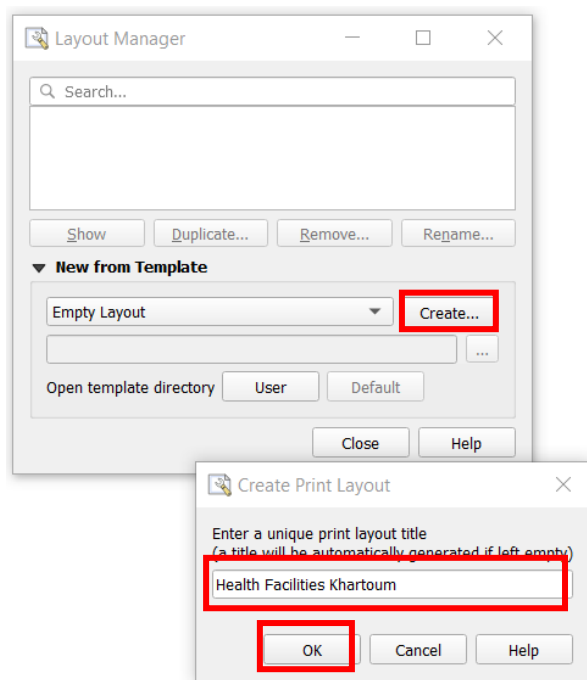 Layout Manager
Search...
Show Duplicate... Remove... Rename...
New from Template
Empty Layout Create...
...
Open template directory User Default
Close Help
Create Print Layout
Enter a unique print layout title
(a title will be automatically generated if left empty)
Health Facilities Khartoum
OK Cancel Help